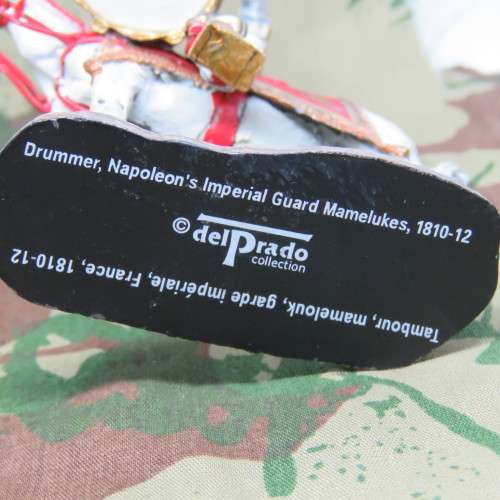 Drummer, Napoleon's Imperial Guard Mamelukes, 1810-12
© delPrado
collection
Tambour, mamelouk, garde impériale, France, 1810-12